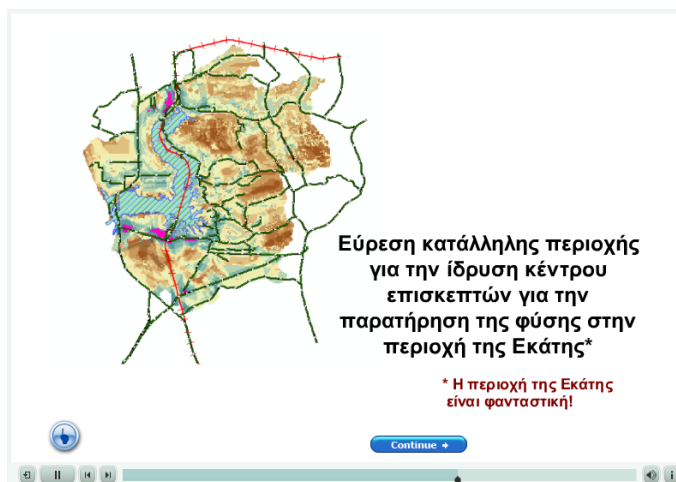 Εύρεση κατάλληλης περιοχής
για την ίδρυση κέντρου
επισκεπτών για την
παρατήρηση της φύσης στην
περιοχή της Εκάτης*
* Η περιοχή της Εκάτης
είναι φανταστική!
Continue